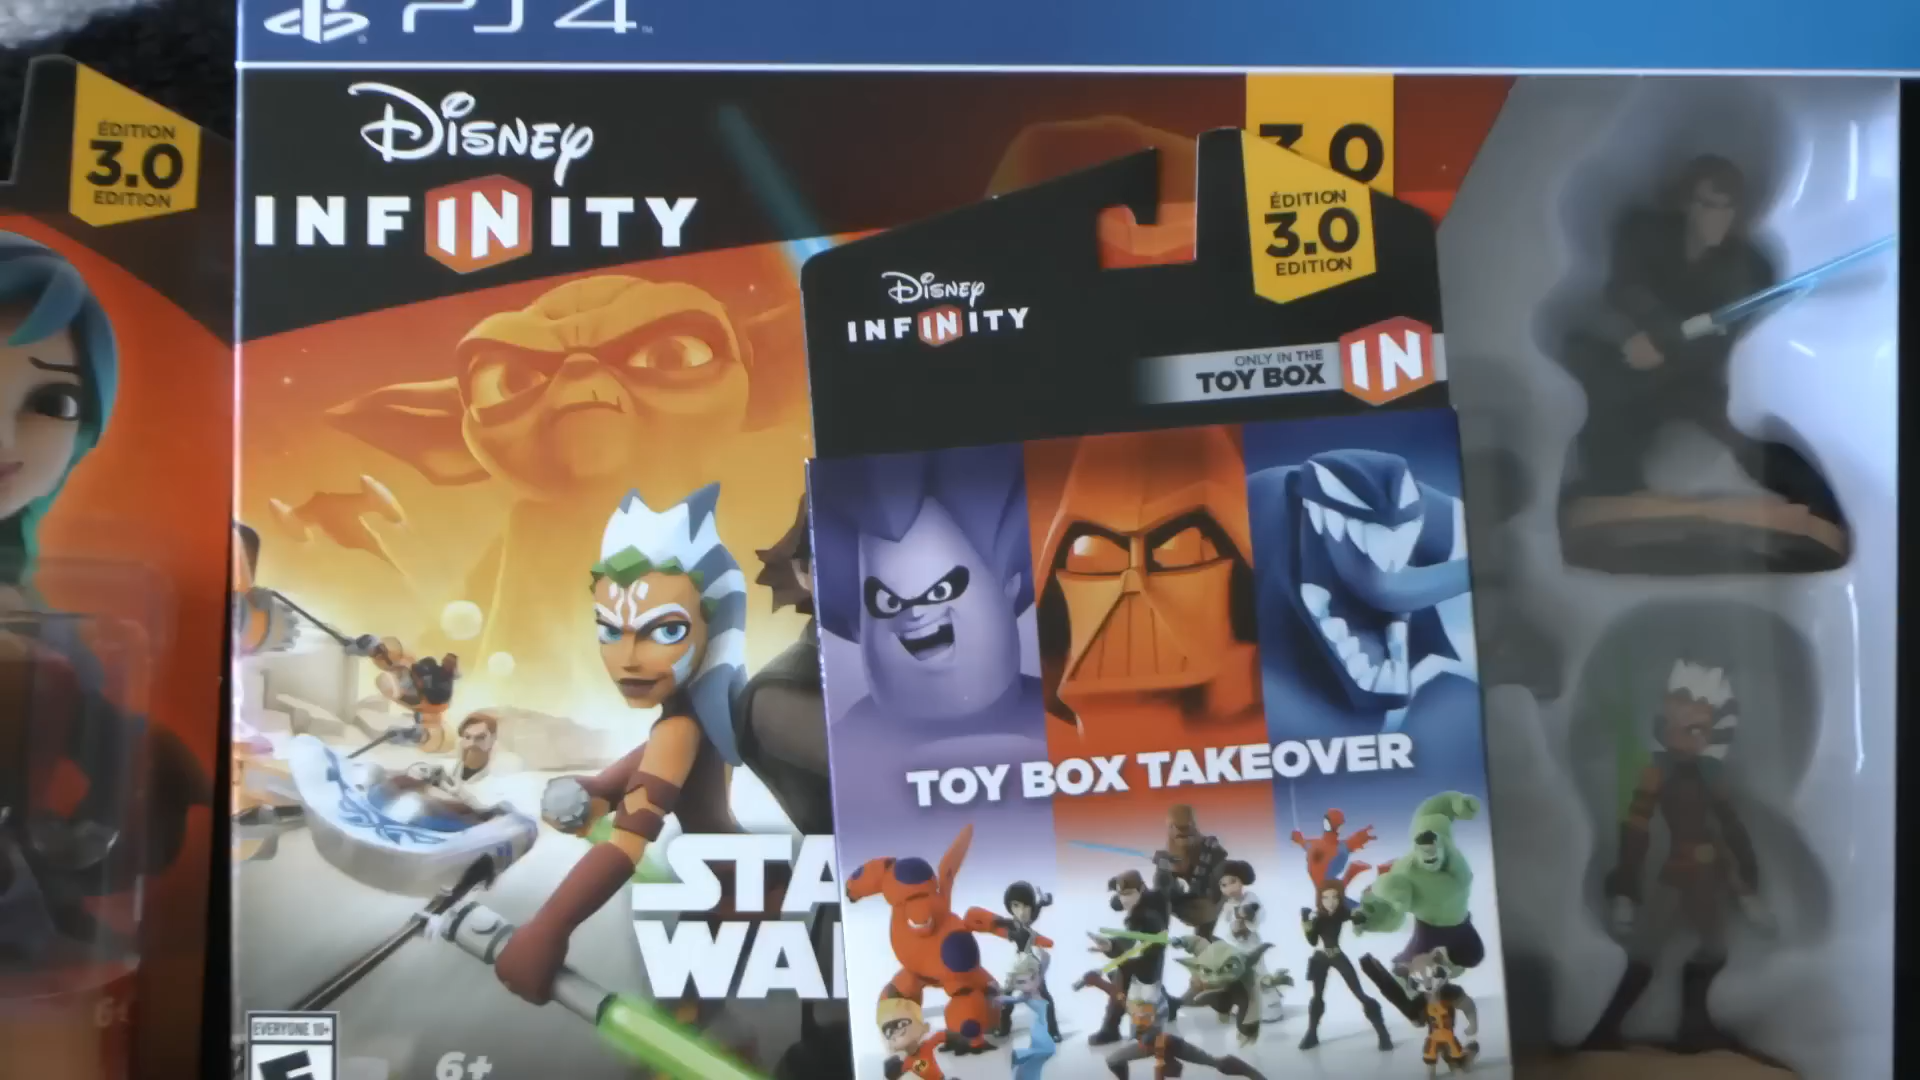 PS4
ÉDITION
3.0
EDITION
DISNEY
INFINITY
3.0
ÉDITION
3.0
EDITION
DISNEY
INFINITY
ONLY IN THE
TOY BOX
IN
TOY BOX TAKEOVER
STA
WA
EVERYONE 10+
E
6+